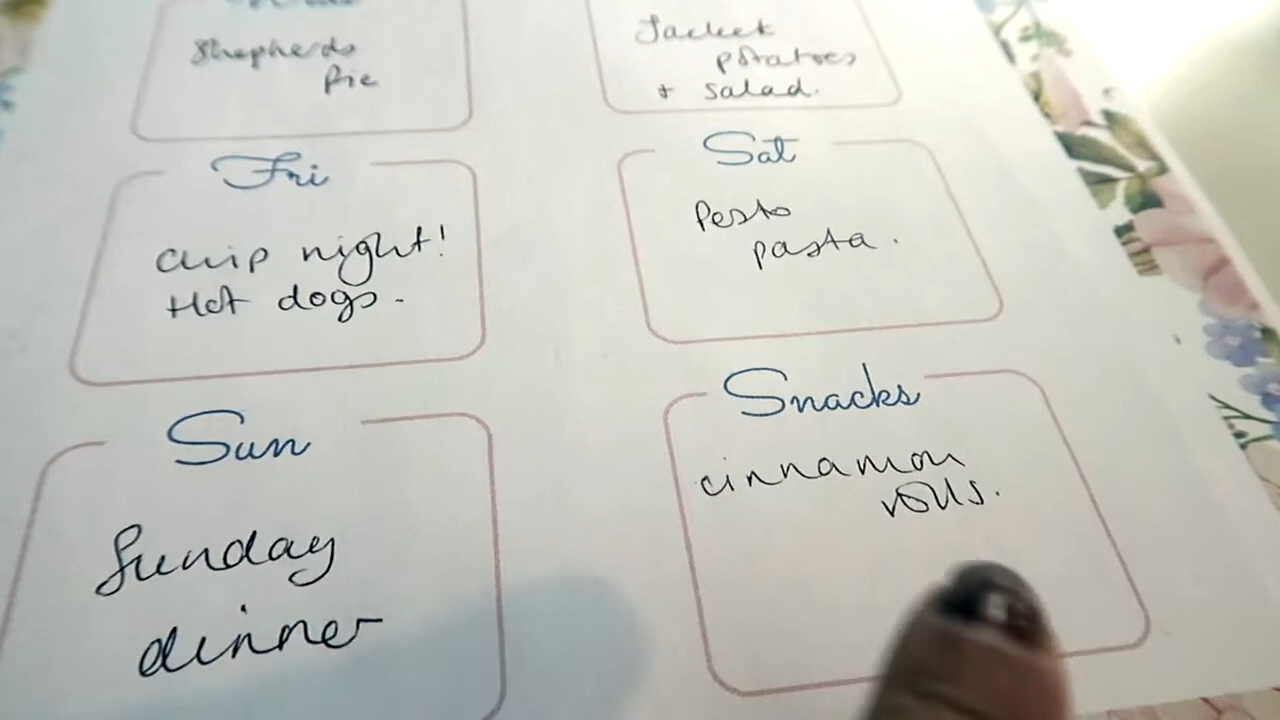 Shepherds
Pie
Jacket
potatoes
+ salad.
Fri
Chip night!
Hot dogs.
Sat
Pesto
pasta.
Sun
Sunday
dinner
Snacks
cinnamon
rolls.